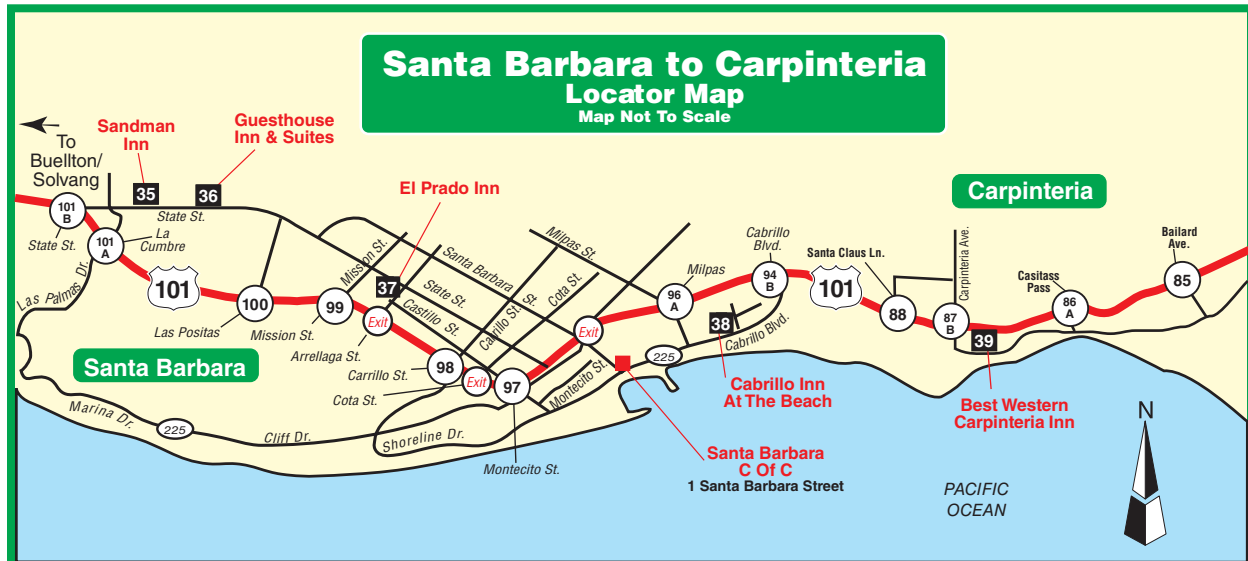 Santa Barbara to Carpinteria
Locator Map
Map Not To Scale
To
Buellton/
Solvang
Sandman
Inn
Guesthouse
Inn & Suites
El Prado Inn
Carpinteria
35
36
State St.
101
B
State St.
101
A
La
Cumbre
Las Palmas Dr.
101
100
Las Positas
99
Mission St.
Mission St.
37
Exit
Arrellaga St.
Santa Barbara
St.
State St.
Castillo St.
Carrillo St.
Cota St.
Milpas St.
98
Carrillo St.
Exit
Cota St.
97
Montecito St.
Exit
Montecito St.
96
A
Milpas
Cabrillo
Blvd.
94
B
38
Cabrillo Blvd.
225
101
Santa Claus Ln.
88
Carpinteria Ave.
87
B
39
Casitass
Pass
86
A
Bailard
Ave.
85
Santa Barbara
Marina Dr.
225
Cliff Dr.
Shoreline Dr.
Cabrillo Inn
At The Beach
Best Western
Carpinteria Inn
Santa Barbara
C Of C
1 Santa Barbara Street
PACIFIC
OCEAN
N